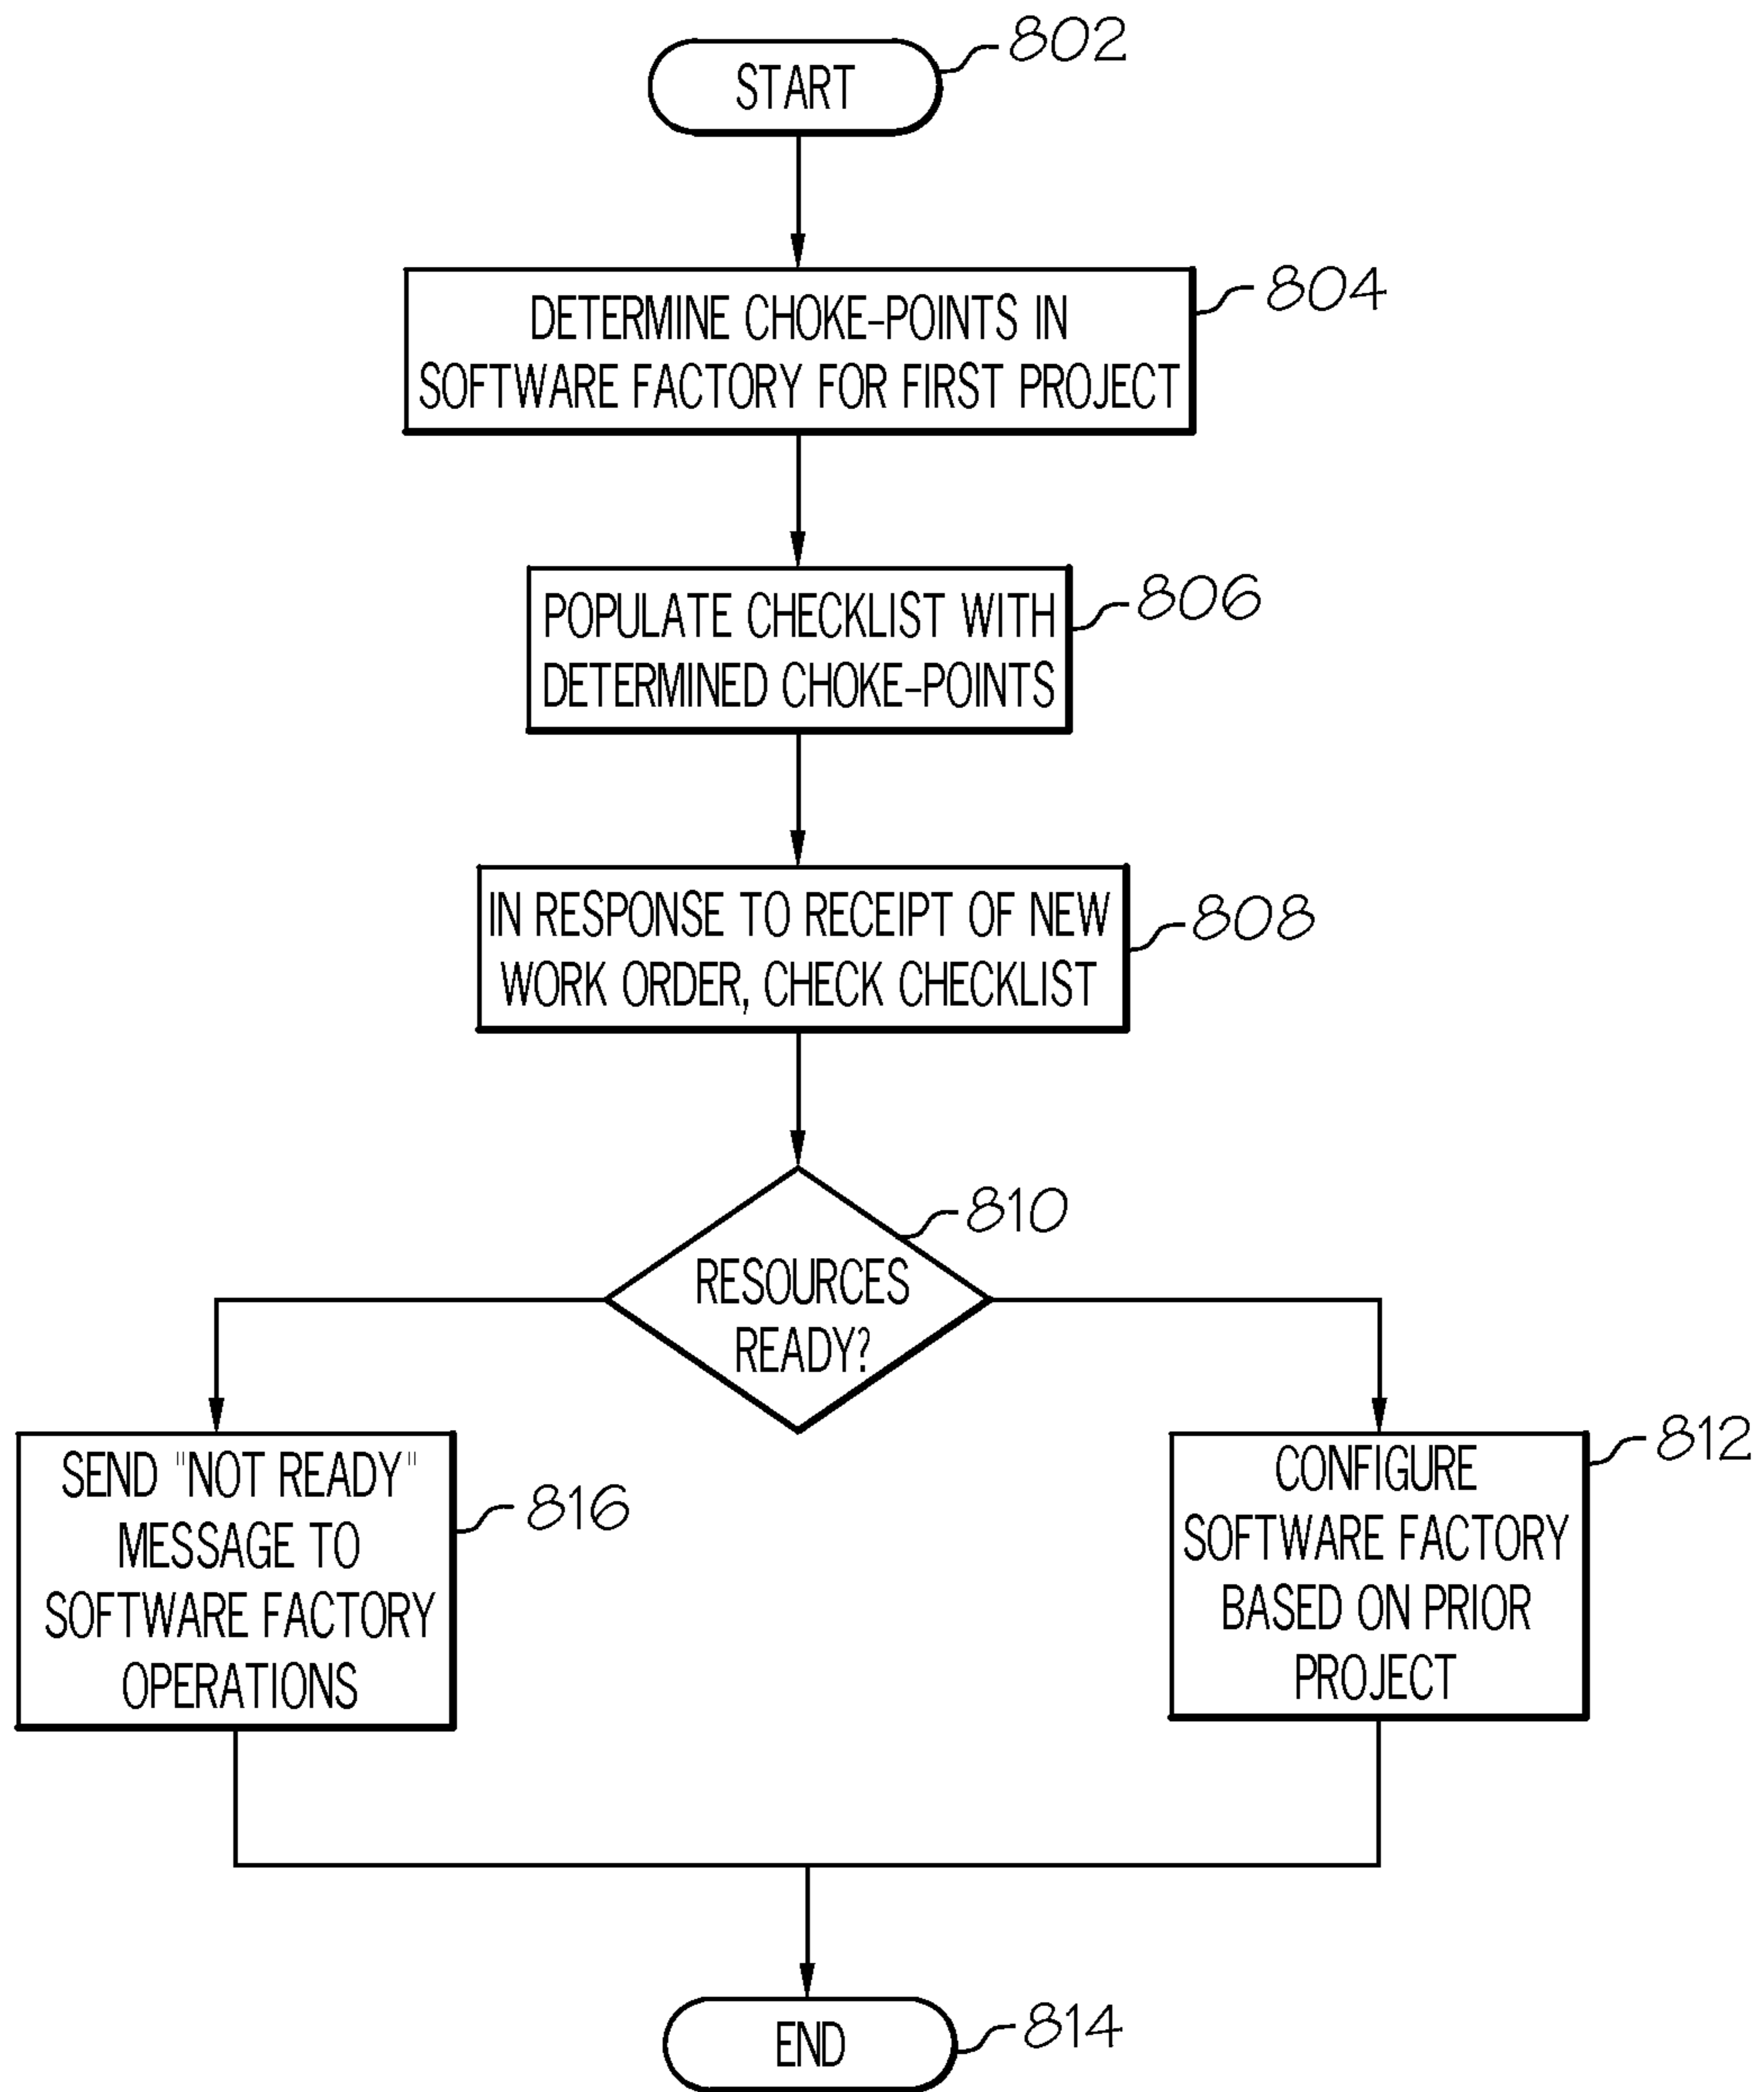 START
802
DETERMINE CHOKE-POINTS IN
SOFTWARE FACTORY FOR FIRST PROJECT
804
POPULATE CHECKLIST WITH
DETERMINED CHOKE-POINTS
806
IN RESPONSE TO RECEIPT OF NEW
WORK ORDER, CHECK CHECKLIST
808
RESOURCES
READY?
810
SEND "NOT READY"
MESSAGE TO
SOFTWARE FACTORY
OPERATIONS
816
CONFIGURE
SOFTWARE FACTORY
BASED ON PRIOR
PROJECT
812
END
814